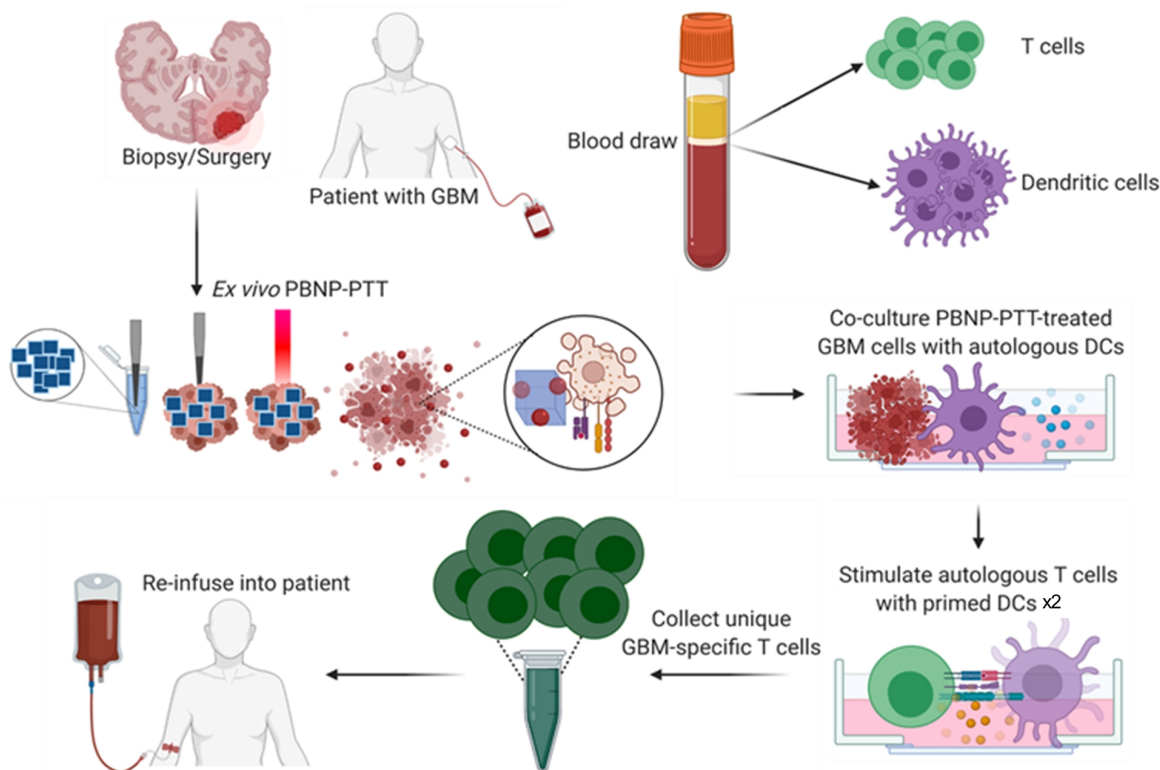 Biopsy/Surgery
Patient with GBM
Blood draw
T cells
Dendritic cells
Ex vivo PBNP-PTT
Co-culture PBNP-PTT-treated
GBM cells with autologous DCs
Stimulate autologous T cells
with primed DCs x2
Collect unique
GBM-specific T cells
Re-infuse into patient